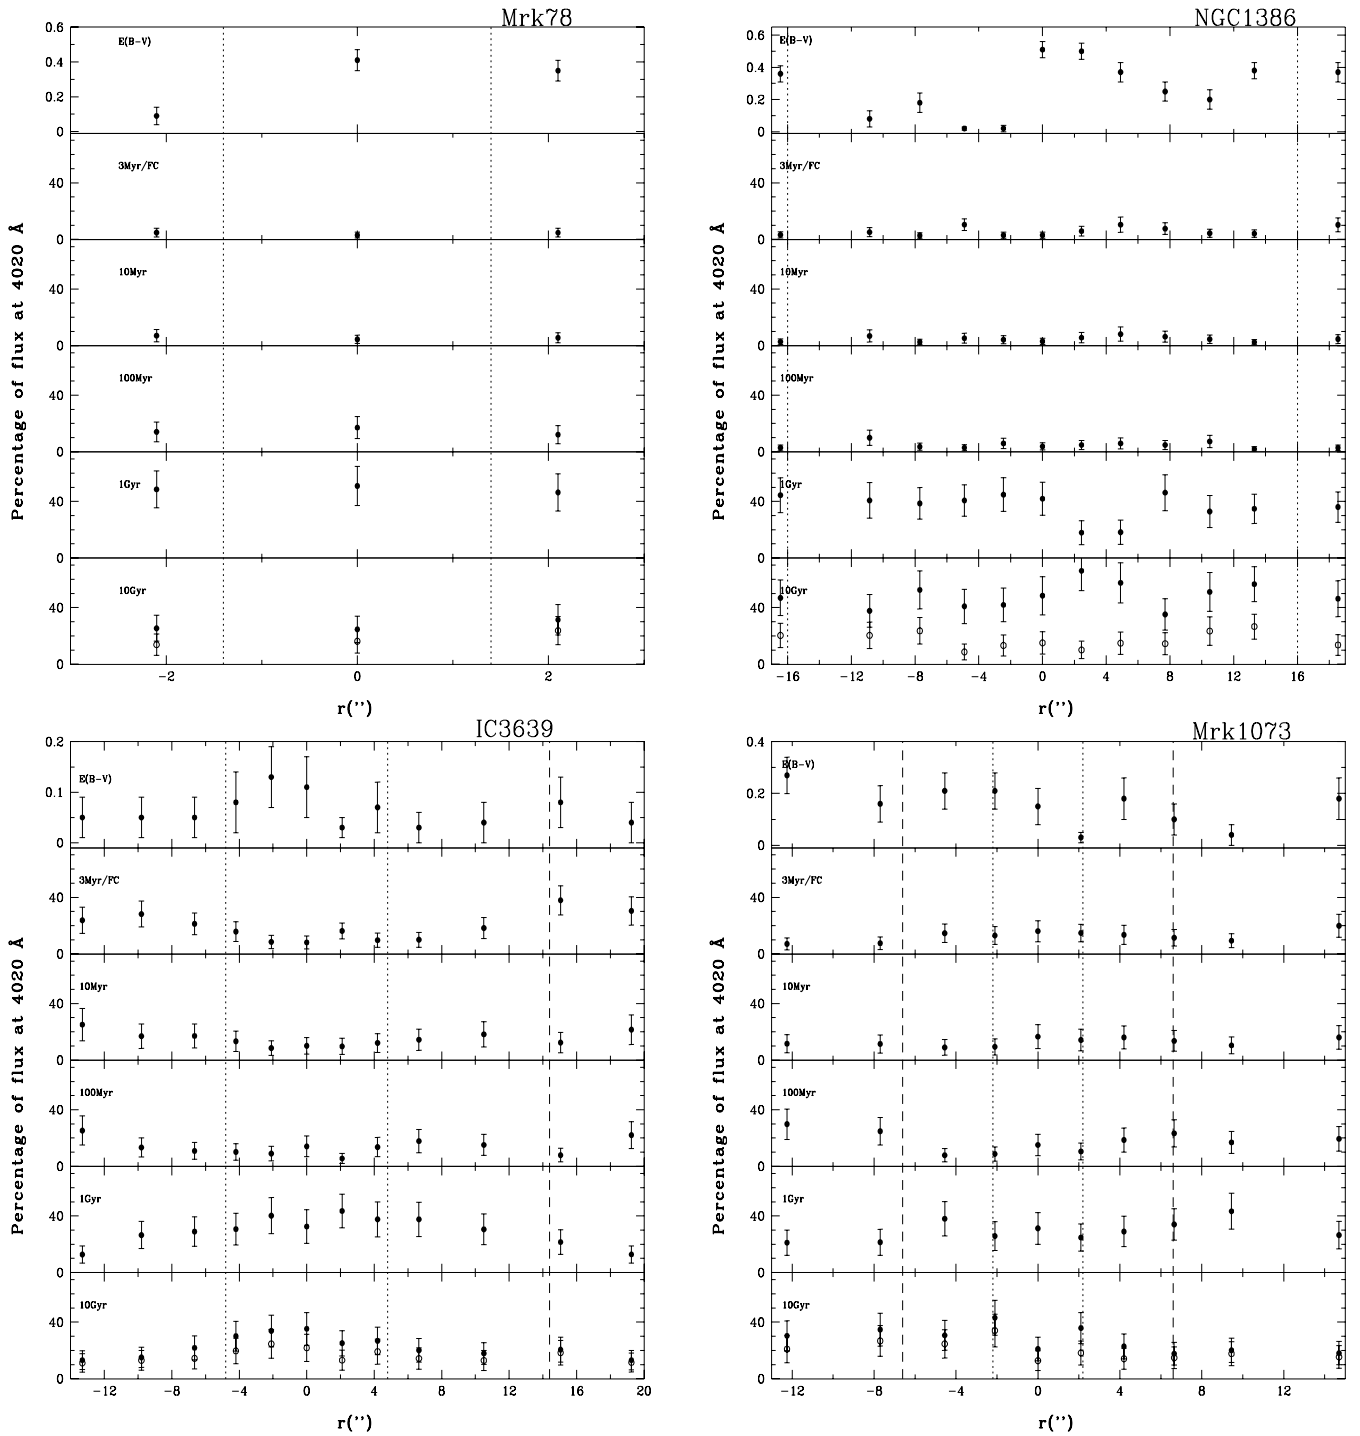 Mrk78
0.6
E(B-V)
0.4
0.2
0
3Myr/FC
40
0
10Myr
40
0
100Myr
40
0
1Gyr
40
0
10Gyr
40
0
-2 0 2
r(")
Percentage of flux at 4020 Å
NGC1386
0.6
E(B-V)
0.4
0.2
0
3Myr/FC
40
0
10Myr
40
0
100Myr
40
0
1Gyr
40
0
10Gyr
40
0
-16 -12 -8 -4 0 4 8 12 16
r(")
Percentage of flux at 4020 Å
IC3639
0.2
E(B-V)
0.1
0
3Myr/FC
40
0
10Myr
40
0
100Myr
40
0
1Gyr
40
0
10Gyr
40
0
-12 -8 -4 0 4 8 12 16 20
r(")
Percentage of flux at 4020 Å
Mrk1073
0.4
E(B-V)
0.2
0
3Myr/FC
40
0
10Myr
40
0
100Myr
40
0
1Gyr
40
0
10Gyr
40
0
-12 -8 -4 0 4 8 12
r(")
Percentage of flux at 4020 Å